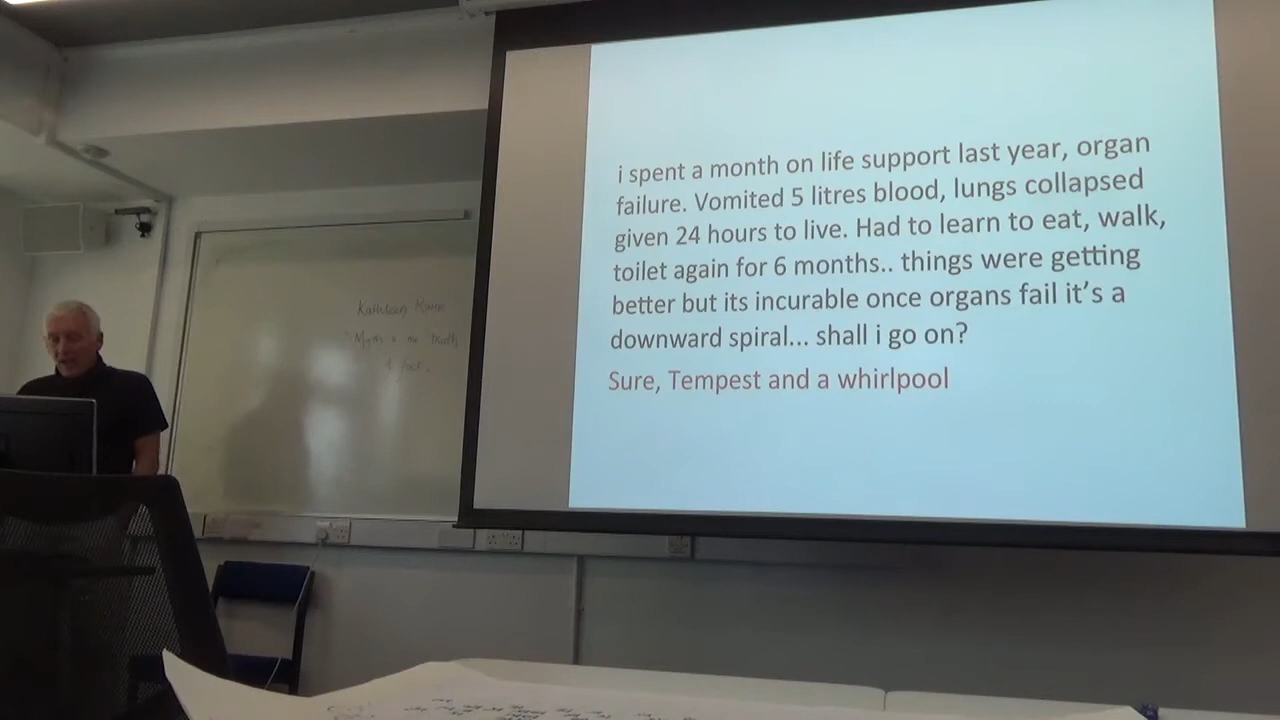 i spent a month on life support last year, organ
failure. Vomited 5 litres blood, lungs collapsed
given 24 hours to live. Had to learn to eat, walk,
toilet again for 6 months.. things were getting
better but its incurable once organs fail it's a
downward spiral... shall i go on?
Sure, Tempest and a whirlpool
Kathleen